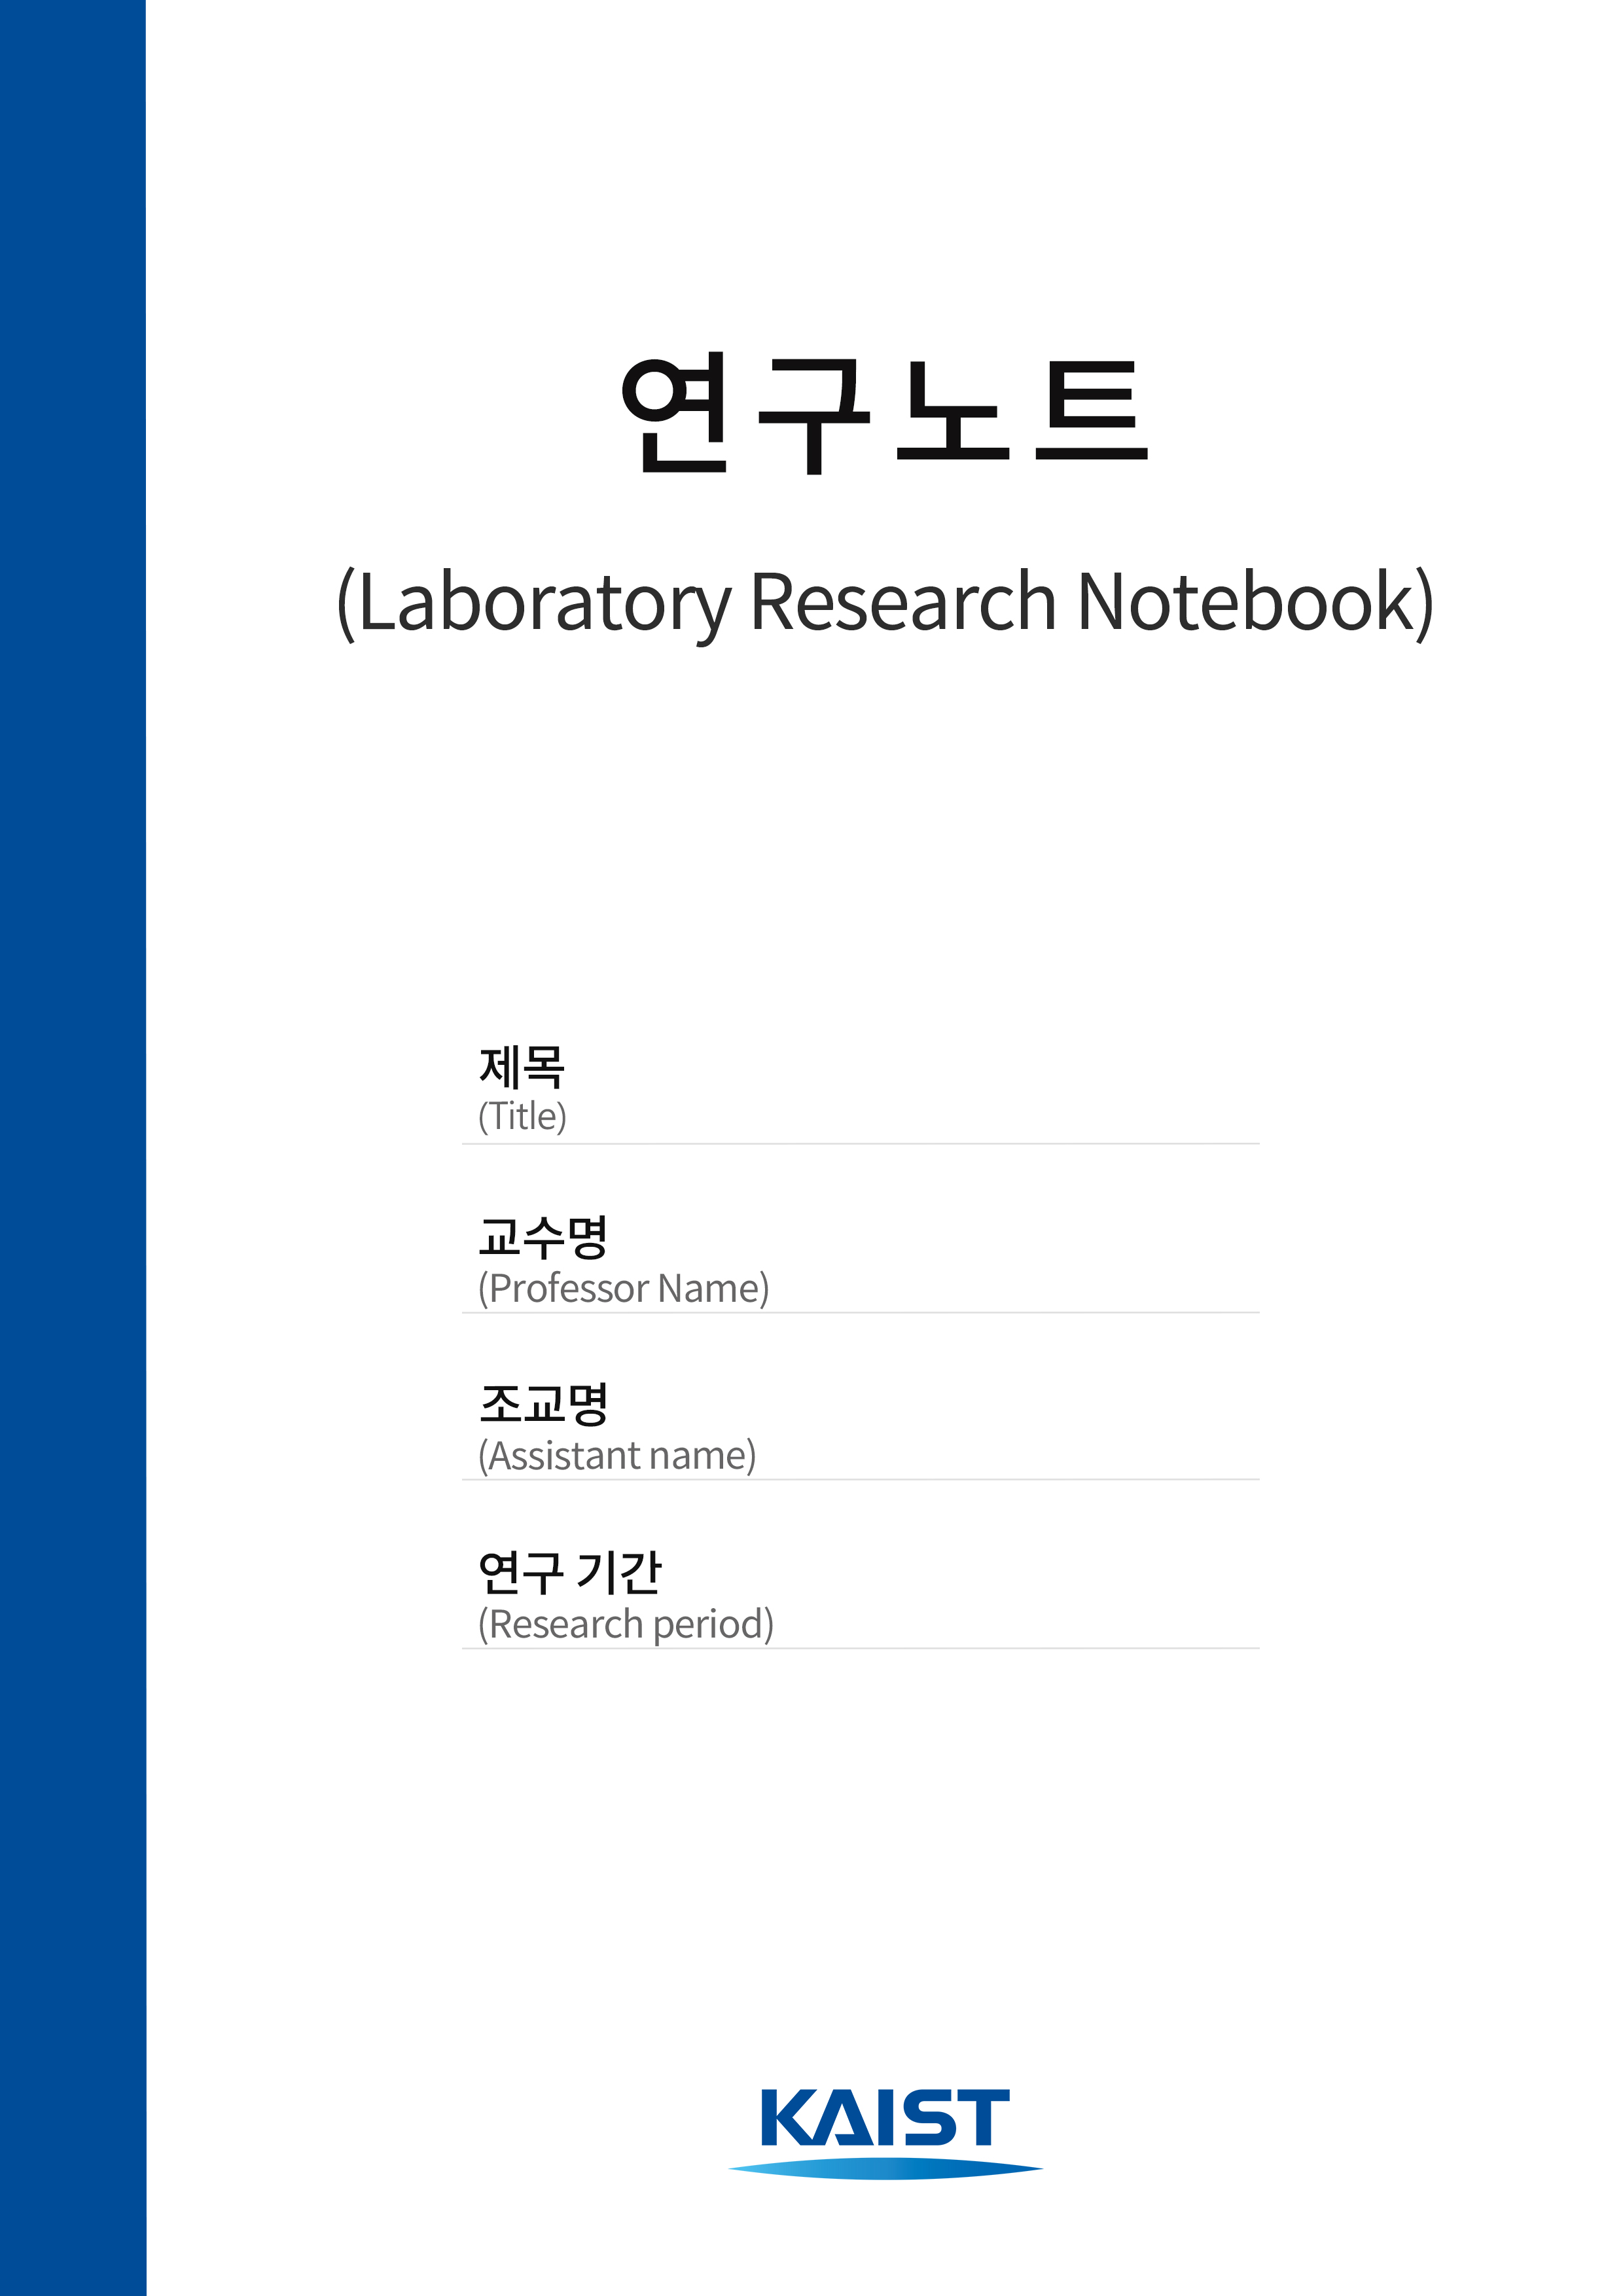 연구노트
(Laboratory Research Notebook)
제목
(Title)
교수명
(Professor Name)
조교명
(Assistant name)
연구 기간
(Research period)
KAIST